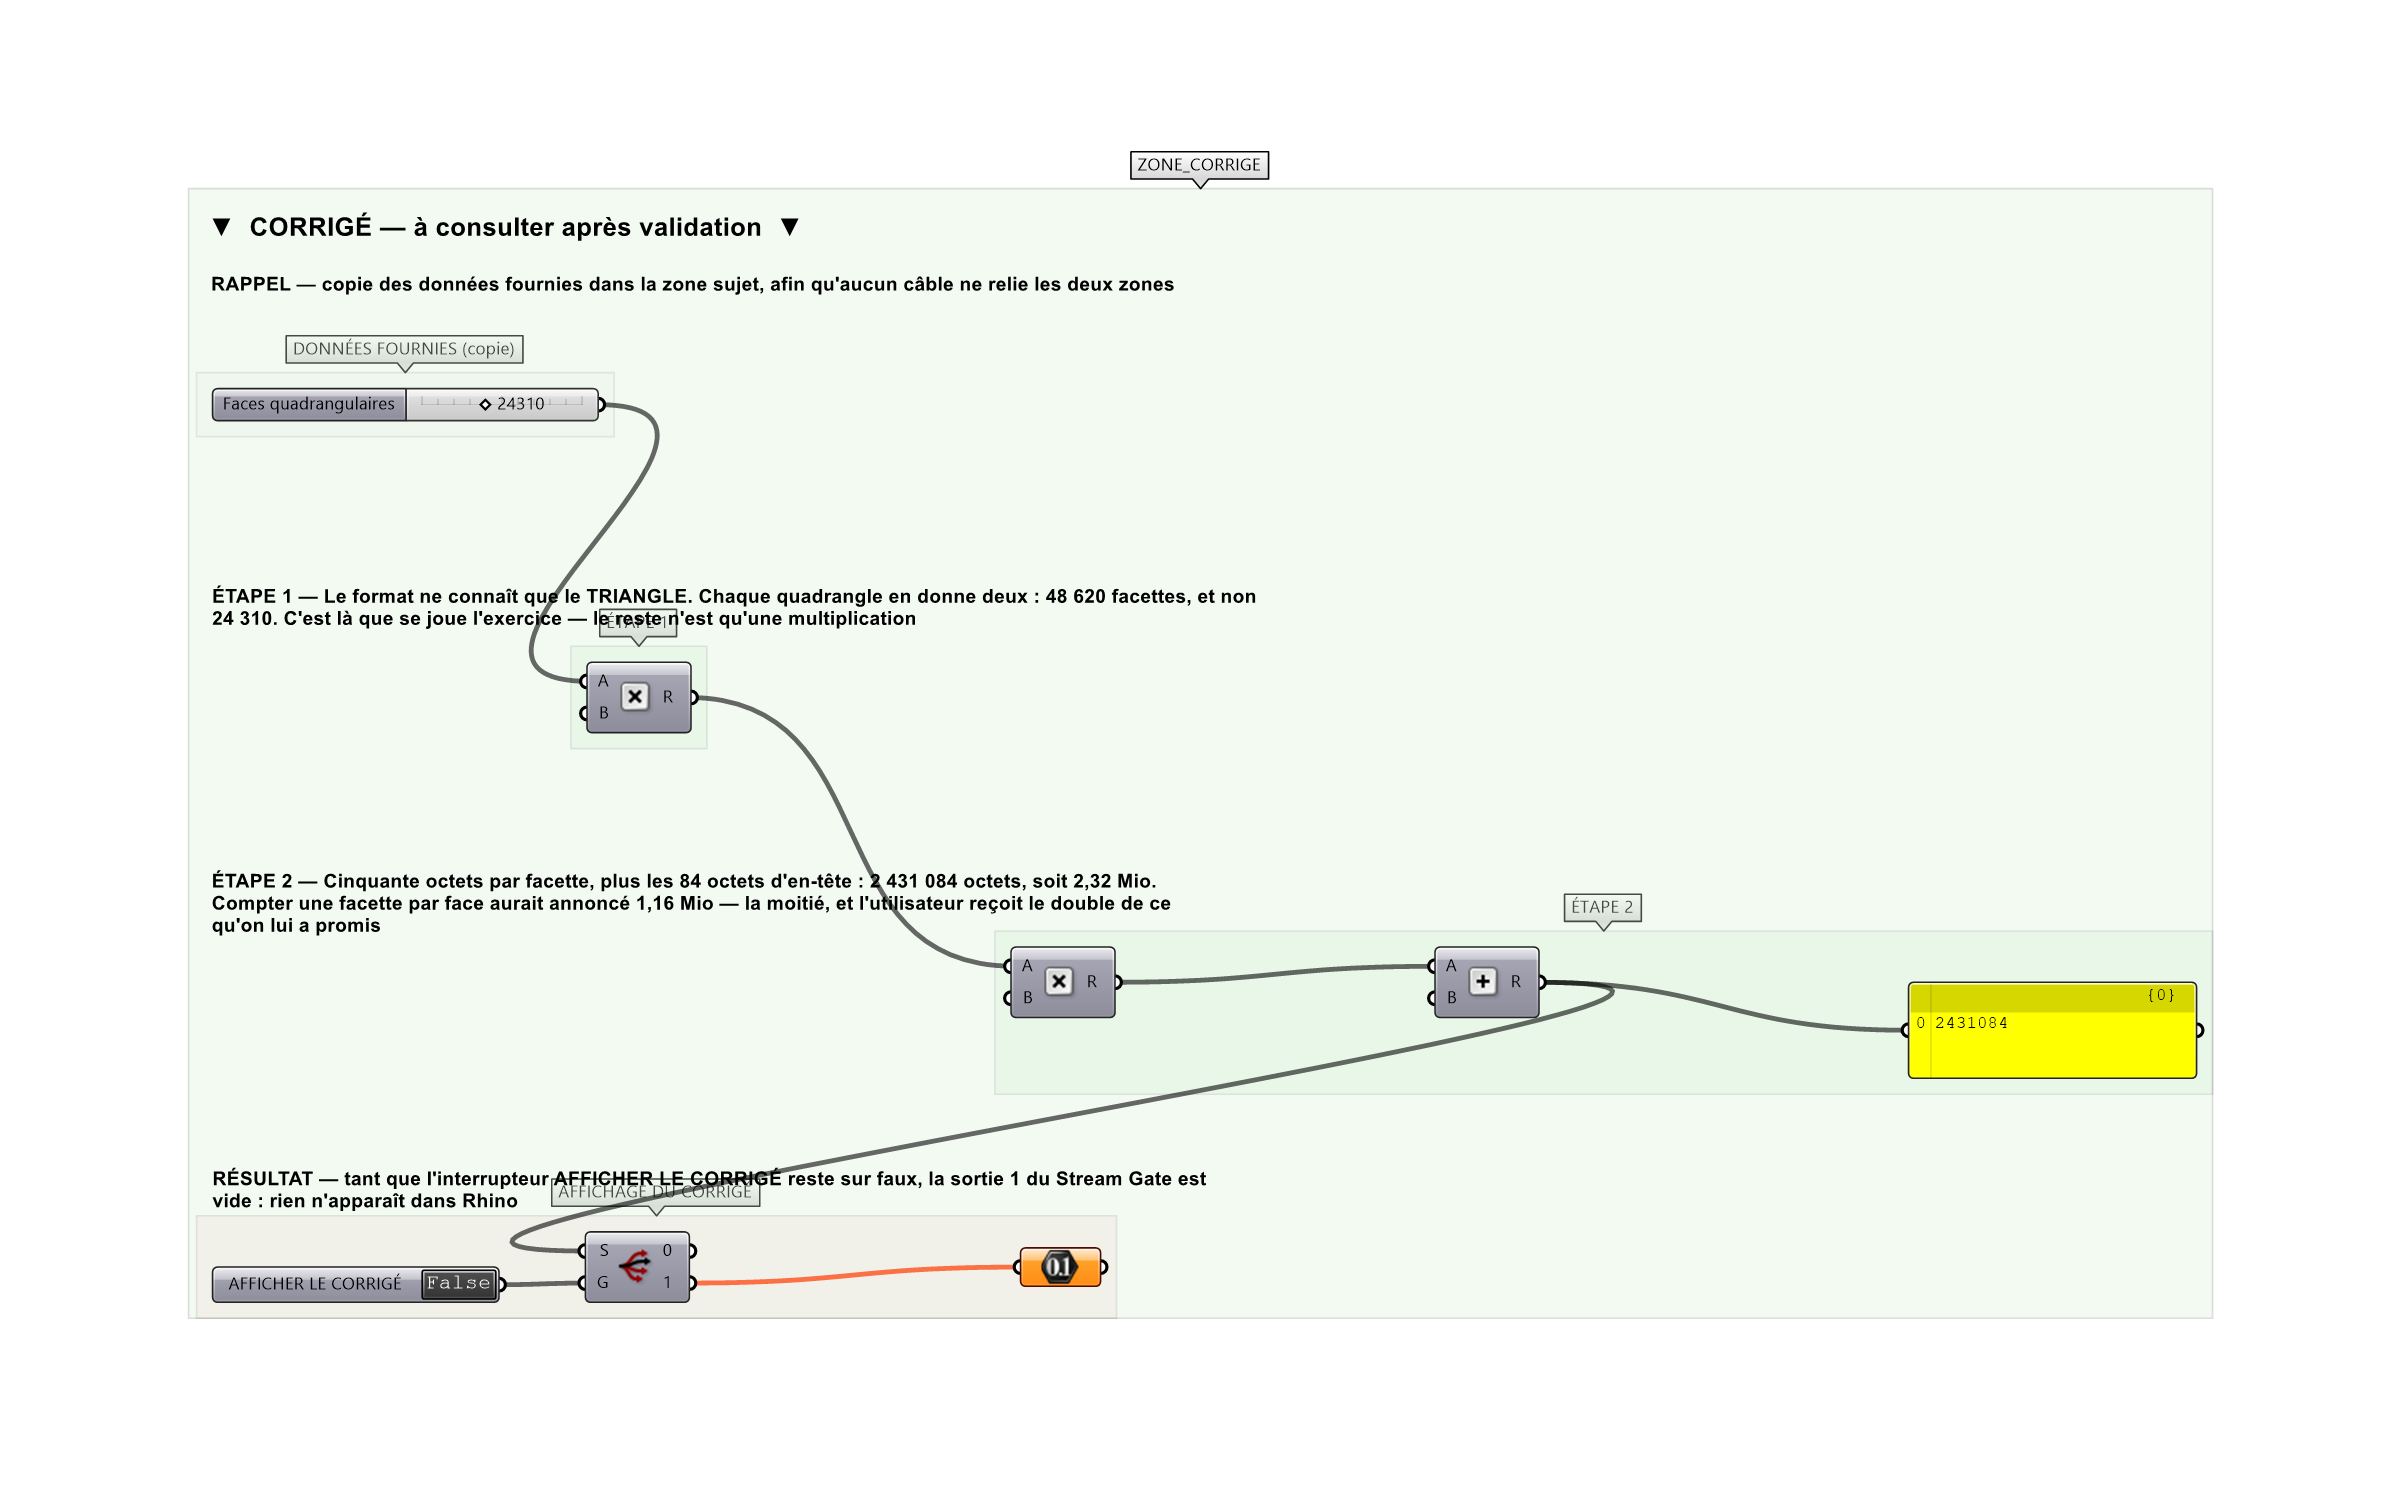 ZONE_CORRIGE
▼ CORRIGÉ — à consulter après validation ▼
RAPPEL — copie des données fournies dans la zone sujet, afin qu'aucun câble ne relie les deux zones
DONNÉES FOURNIES (copie)
Faces quadrangulaires 24310
ÉTAPE 1 — Le format ne connaît que le TRIANGLE. Chaque quadrangle en donne deux : 48 620 facettes, et non
24 310. C'est là que se joue l'exercice — le reste n'est qu'une multiplication
ÉTAPE 1
A
R
B
ÉTAPE 2 — Cinquante octets par facette, plus les 84 octets d'en-tête : 2 431 084 octets, soit 2,32 Mio.
Compter une facette par face aurait annoncé 1,16 Mio — la moitié, et l'utilisateur reçoit le double de ce
qu'on lui a promis
ÉTAPE 2
A
R
B
A
R
B
{0}
0 2431084
RÉSULTAT — tant que l'interrupteur AFFICHER LE CORRIGÉ reste sur faux, la sortie 1 du Stream Gate est
vide : rien n'apparaît dans Rhino
AFFICHAGE DU CORRIGÉ
AFFICHER LE CORRIGÉ False
S 0
G 1
0.1